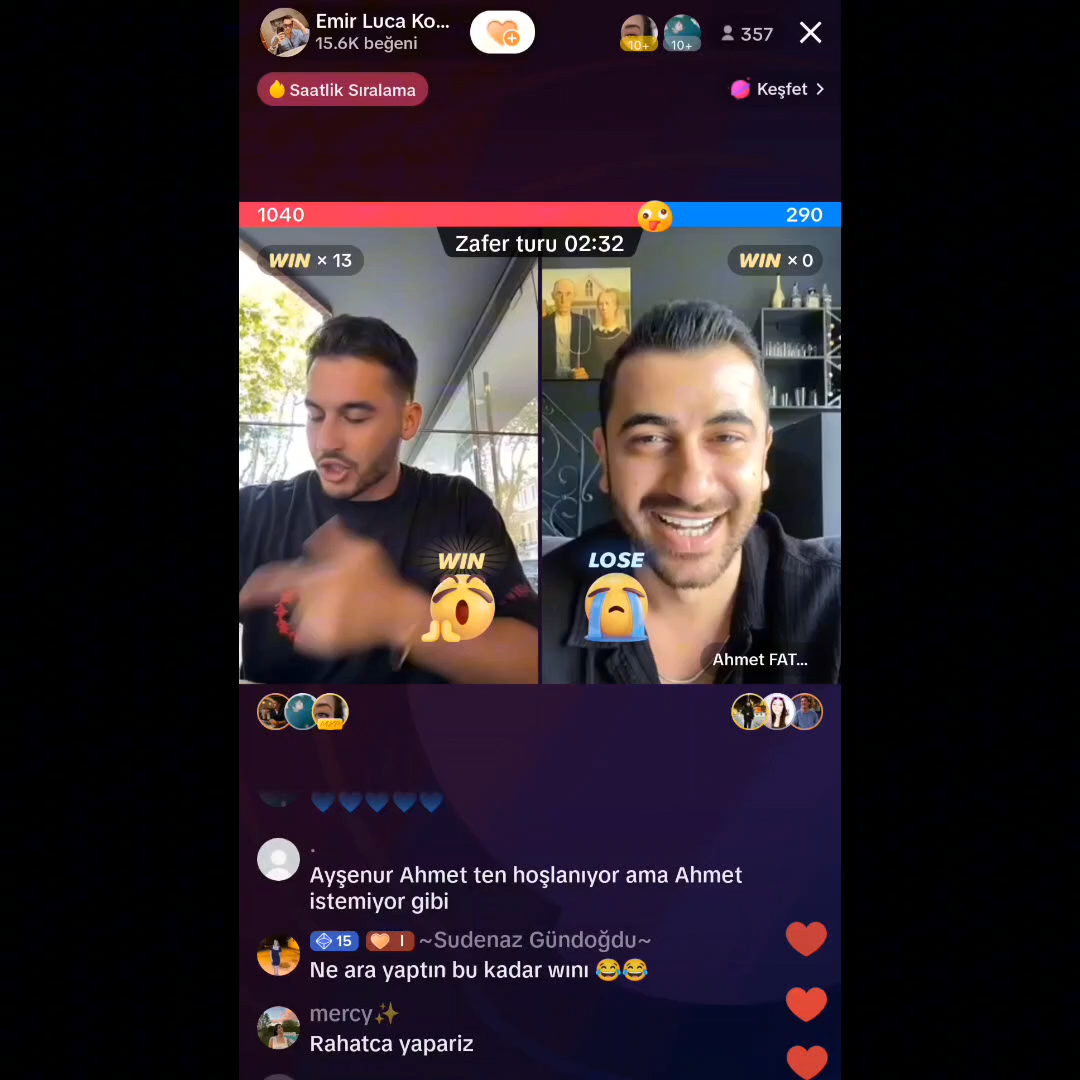 Emir Luca Ko...
15.6K beğeni
10+
10+
357
Saatlik Sıralama
Keşfet
1040
290
Zafer turu 02:32
WIN × 13
WIN × 0
WIN
LOSE
Ahmet FAT...
.
Ayşenur Ahmet ten hoşlanıyor ama Ahmet
istemiyor gibi
15 I ~Sudenaz Gündoğdu~
Ne ara yaptın bu kadar wını 😂😂
mercy✨
Rahatca yapariz